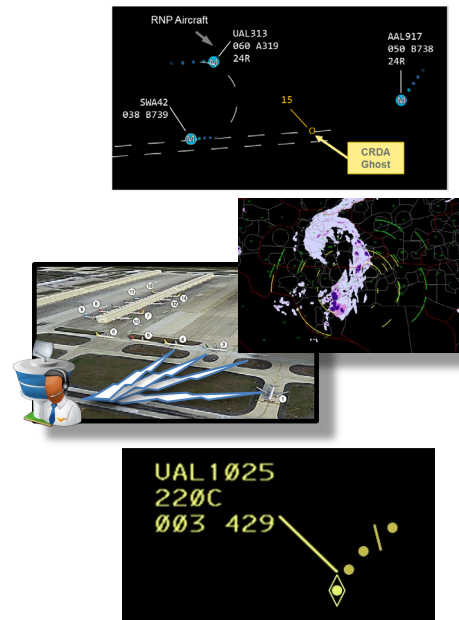 RNP Aircraft
UAL313
060 A319
24R
AAL917
050 B738
24R
SWA42
038 B739
15
CRDA
Ghost
M
M
M
UAL1025
220C
003 429